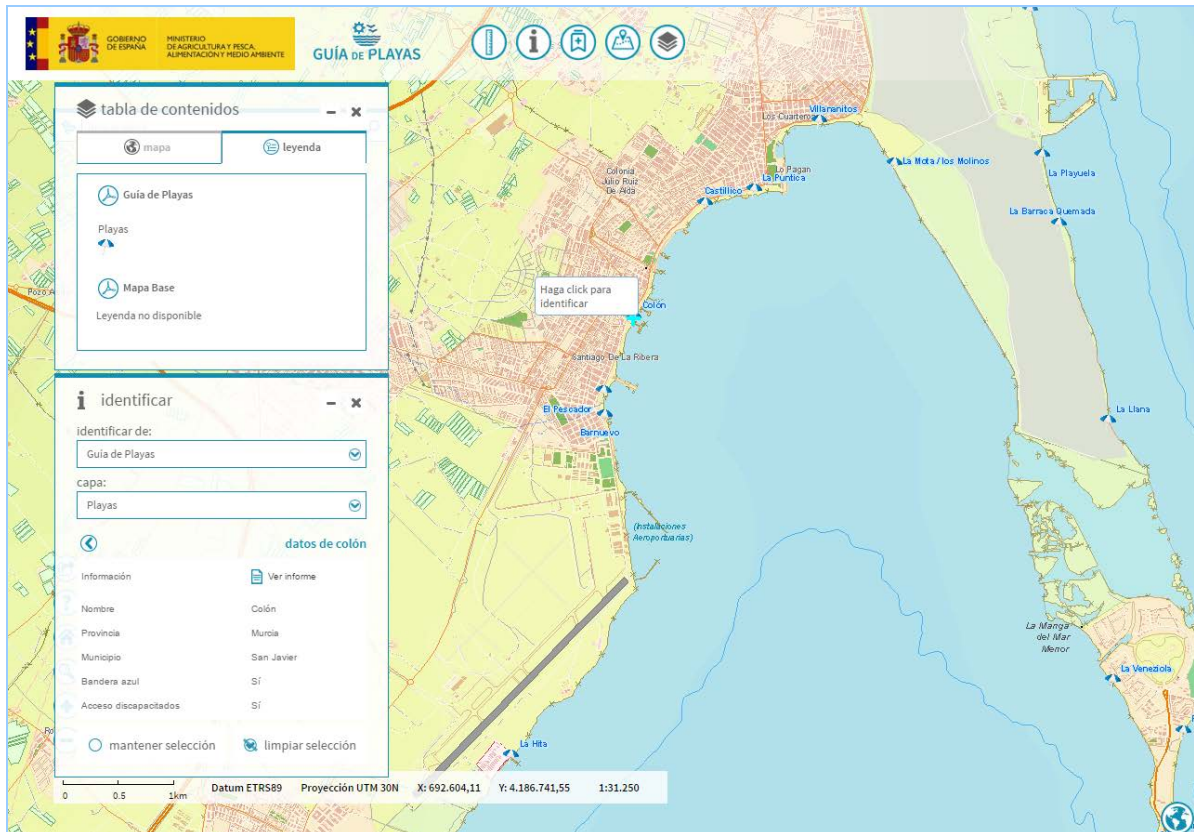 GOBIERNO
DE ESPAÑA
MINISTERIO
DE AGRICULTURA Y PESCA,
ALIMENTACIÓN Y MEDIO AMBIENTE
GUÍA DE PLAYAS
tabla de contenidos
mapa
leyenda
Guía de Playas
Playas
Mapa Base
Leyenda no disponible
identificar
identificar de:
Guía de Playas
capa:
Playas
datos de colón
Información
Ver informe
Nombre
Colón
Provincia
Murcia
Municipio
San Javier
Bandera azul
Sí
Acceso discapacitados
Sí
mantener selección
limpiar selección
0 0.5 1km
Datum ETRS89 Proyección UTM 30N X: 692.604,11 Y: 4.186.741,55 1:31.250
Villananitos
La Mota / los Molinos
Lo Pagan
La Puntica
Castillico
Colonia
Julio Ruiz
De Alda
La Playuela
La Barraca Quemada
Haga click para
identificar
Colón
Santiago De La Ribera
El Pescador
Barnuevo
La Llana
(Instalaciones
Aeroportuarias)
La Manga
del Mar
Menor
La Veneziola
La Hita